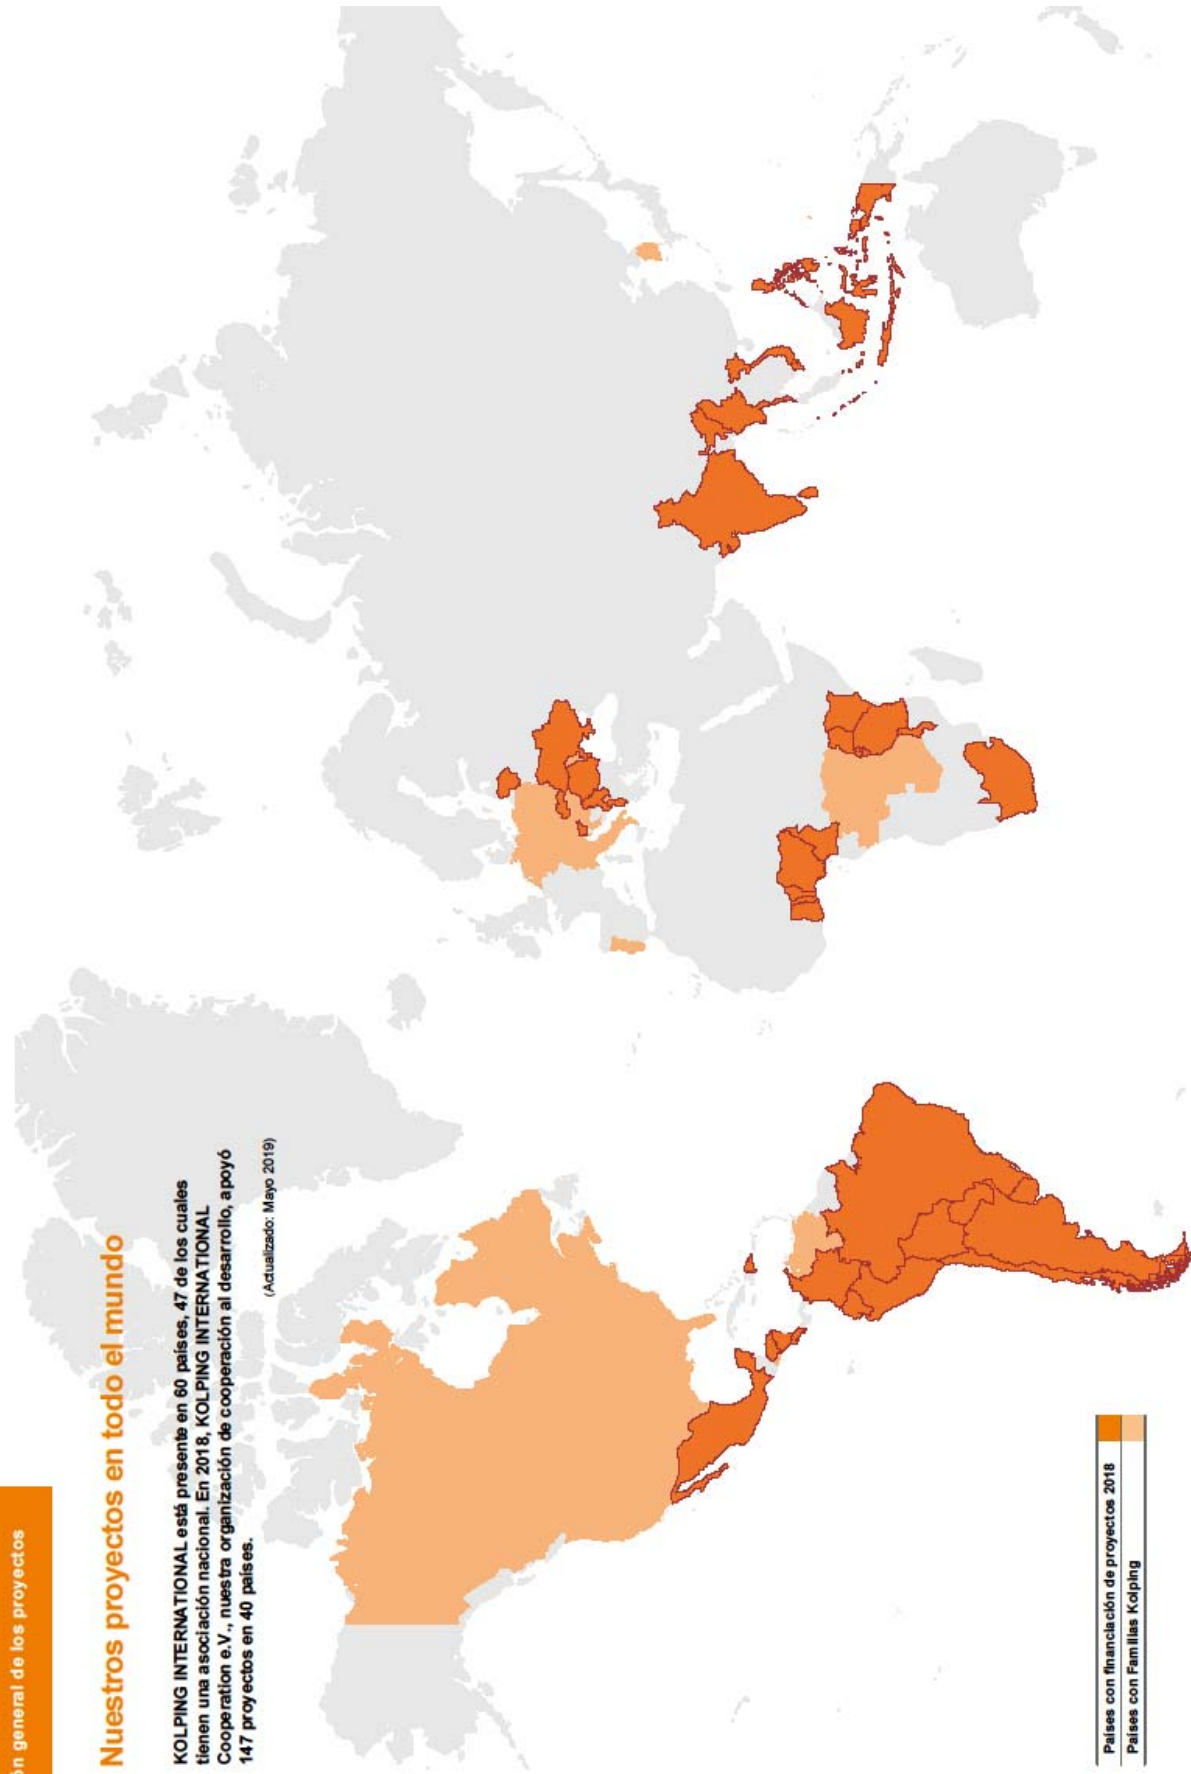 general de los proyectos
Nuestros proyectos en todo el mundo
KOLPING INTERNATIONAL está presente en 60 países, 47 de los cuales
tienen una asociación nacional. En 2018, KOLPING INTERNATIONAL
Cooperation e.V., nuestra organización de cooperación al desarrollo, apoyó
147 proyectos en 40 países.
(Actualizado: Mayo 2019)
Países con financiación de proyectos 2018
Países con Familias Kolping